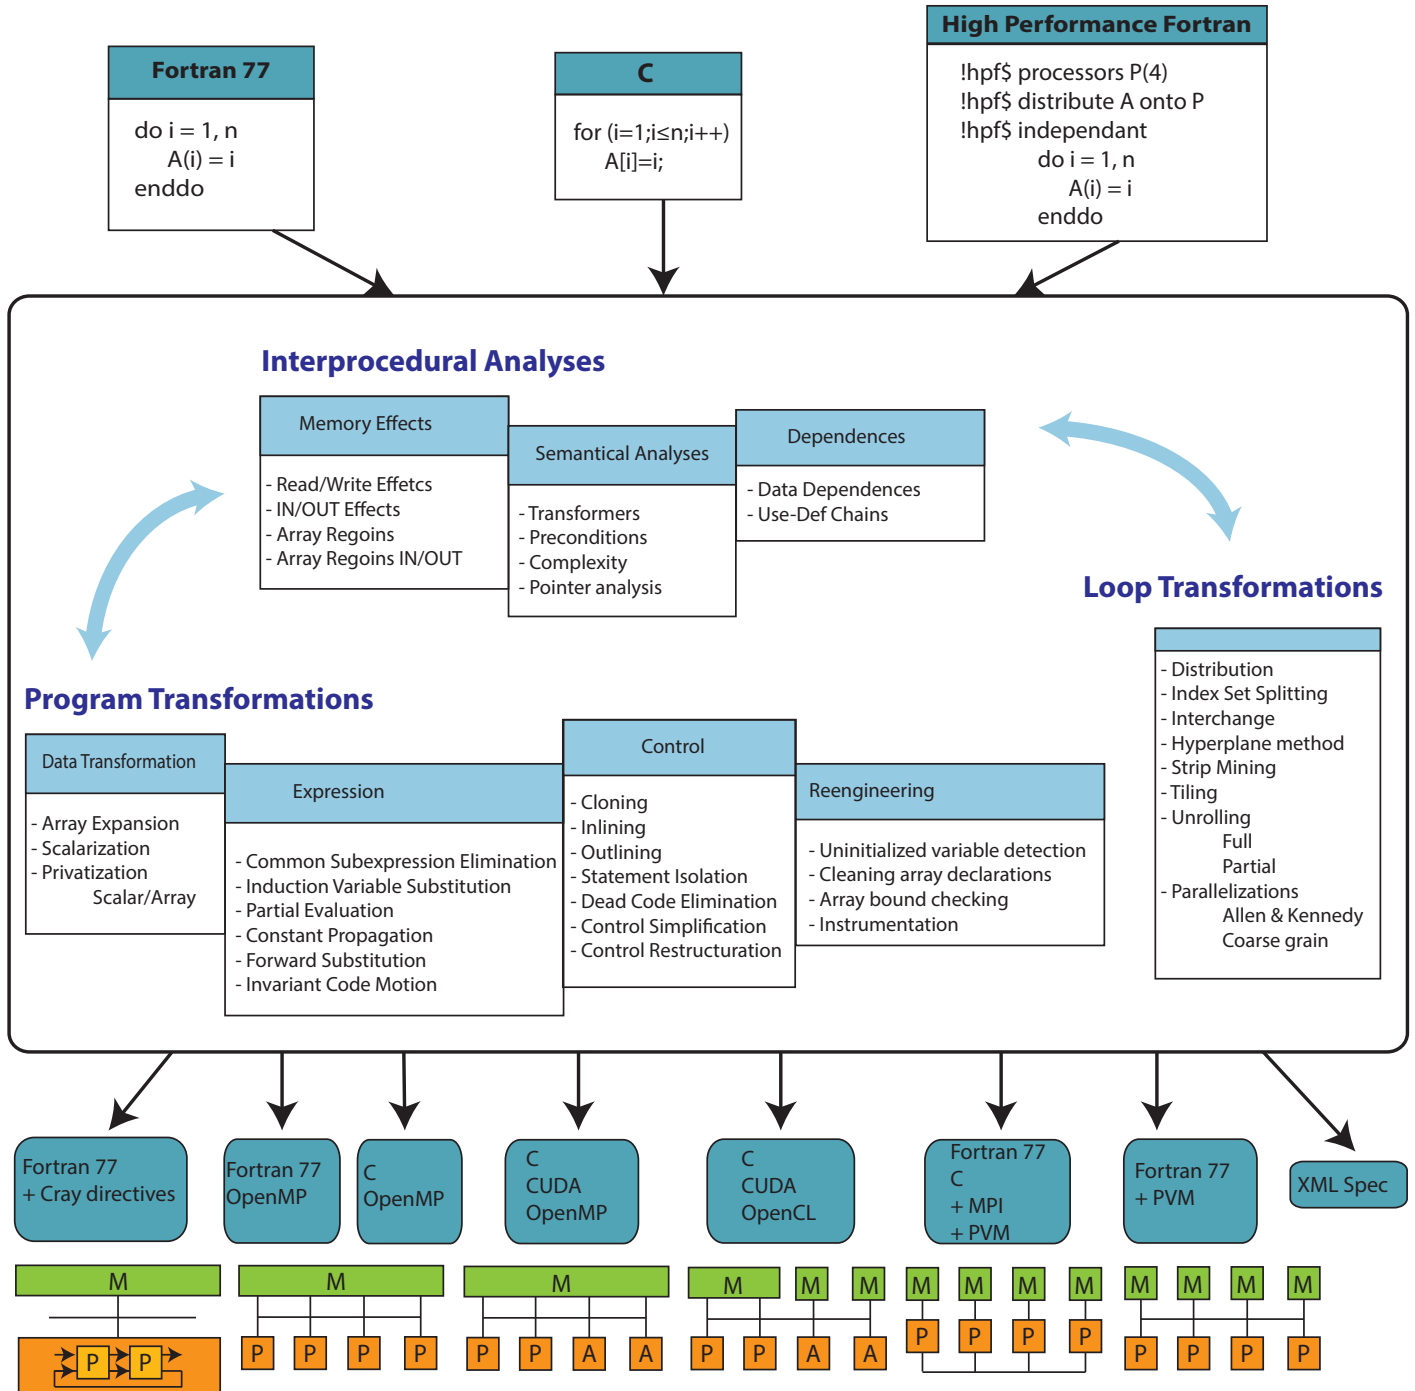 Fortran 77
do i = 1, n
A(i) = i
enddo
C
for (i=1;i≤n;i++)
A[i]=i;
High Performance Fortran
!hpf$ processors P(4)
!hpf$ distribute A onto P
!hpf$ independant
do i = 1, n
A(i) = i
enddo
Interprocedural Analyses
Memory Effects
- Read/Write Effetcs
- IN/OUT Effects
- Array Regoins
- Array Regoins IN/OUT
Semantical Analyses
- Transformers
- Preconditions
- Complexity
- Pointer analysis
Dependences
- Data Dependences
- Use-Def Chains
Loop Transformations
- Distribution
- Index Set Splitting
- Interchange
- Hyperplane method
- Strip Mining
- Tiling
- Unrolling
Full
Partial
- Parallelizations
Allen & Kennedy
Coarse grain
Program Transformations
Data Transformation
- Array Expansion
- Scalarization
- Privatization
Scalar/Array
Expression
- Common Subexpression Elimination
- Induction Variable Substitution
- Partial Evaluation
- Constant Propagation
- Forward Substitution
- Invariant Code Motion
Control
- Cloning
- Inlining
- Outlining
- Statement Isolation
- Dead Code Elimination
- Control Simplification
- Control Restructuration
Reengineering
- Uninitialized variable detection
- Cleaning array declarations
- Array bound checking
- Instrumentation
Fortran 77
+ Cray directives
Fortran 77
OpenMP
C
OpenMP
C
CUDA
OpenMP
C
CUDA
OpenCL
Fortran 77
C
+ MPI
+ PVM
Fortran 77
+ PVM
XML Spec
M
P P
M
P P P P
M
P P A A
M M M
P P A A
M M M M
P P P P
M M M M
P P P P